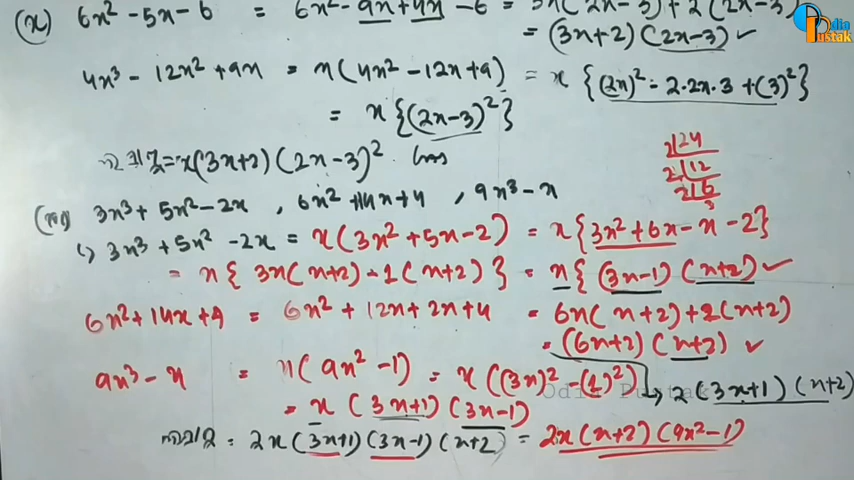 (x) 6x² - 5x - 6 = 6x² - 9x + 4x - 6 = 3x(2x-3) + 2(2x-3)
= (3x+2)(2x-3) ✓
4x³ - 12x² + 9x = x(4x² - 12x + 9) = x{(2x)² - 2·2x·3 + (3)²}
= x{(2x-3)²}
ଲ.ସା.ଗୁ = x(3x+2)(2x-3)²
2 24
2 12
2 6
3
3x³ + 5x² - 2x , 6x² + 14x + 4 , 9x³ - x
↳ 3x³ + 5x² - 2x = x(3x² + 5x - 2) = x{3x² + 6x - x - 2}
= x{3x(x+2) - 1(x+2)} = x{(3x-1)(x+2)} ✓
6x² + 14x + 4 = 6x² + 12x + 2x + 4 = 6x(x+2) + 2(x+2)
= (6x+2)(x+2) ✓
9x³ - x = x(9x² - 1) = x((3x)² - (1)²) ↳ 2(3x+1)(x+2)
= x(3x+1)(3x-1)
ଲ.ସା.ଗୁ = 2x(3x+1)(3x-1)(x+2) = 2x(x+2)(9x²-1)
Odia Pustak
Odia Pustak